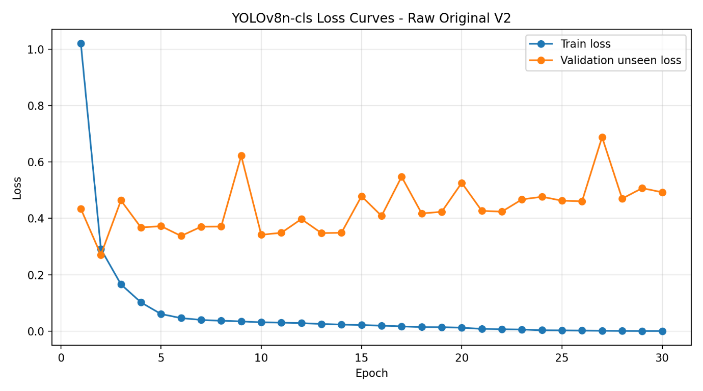 YOLOv8n-cls Loss Curves - Raw Original V2
Train loss
Validation unseen loss
1.0
0.8
0.6
0.4
0.2
0.0
Loss
0 5 10 15 20 25 30
Epoch